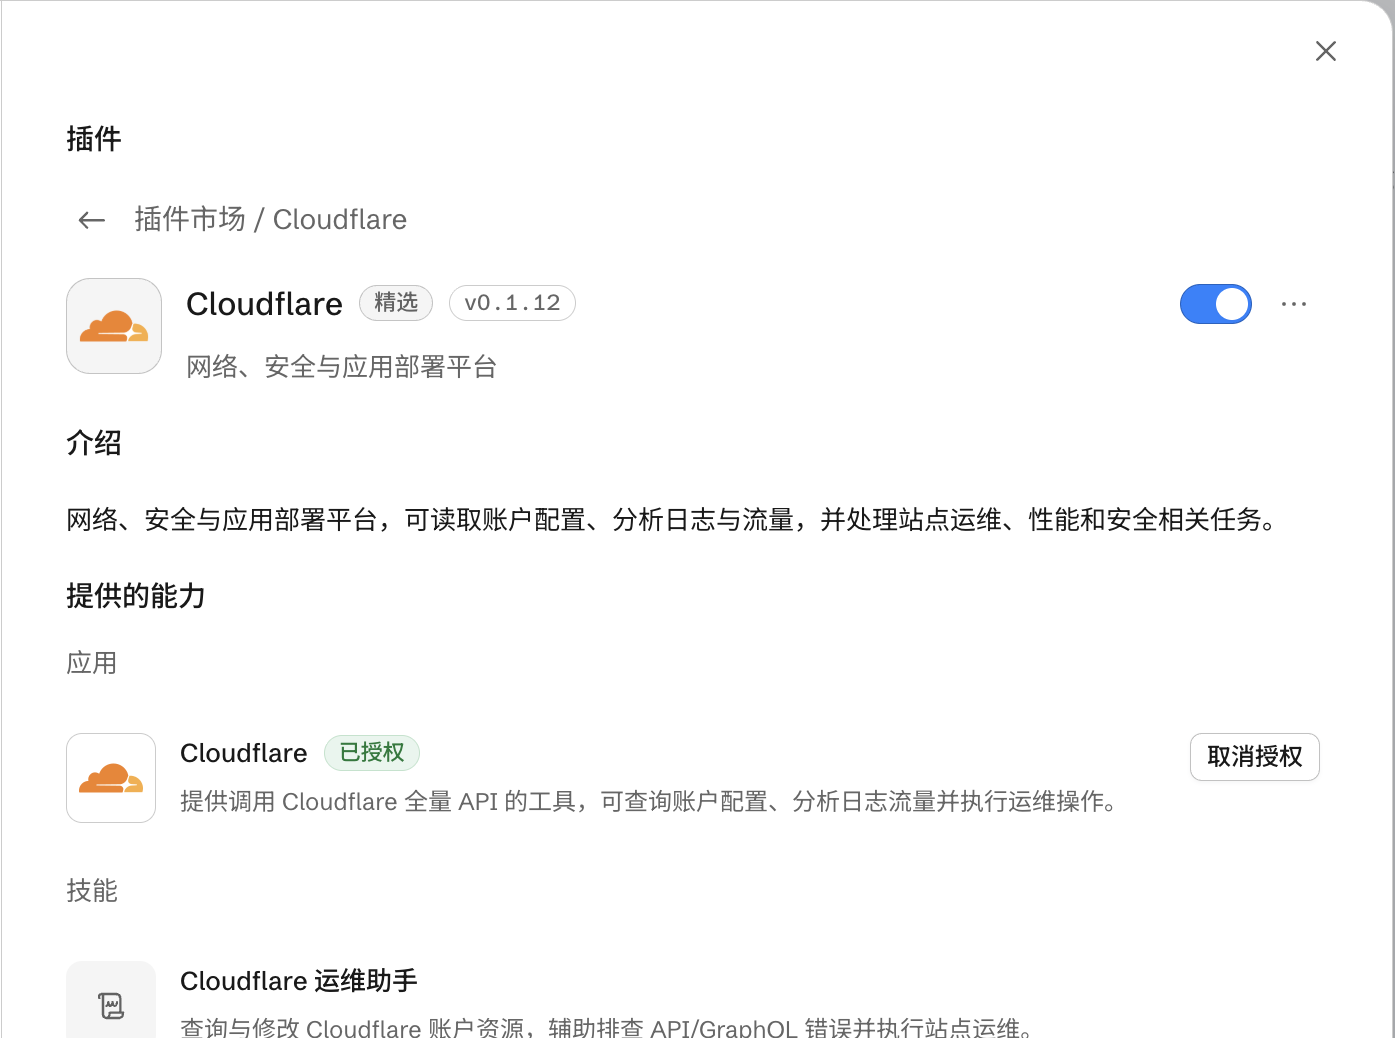 插件
插件市场 / Cloudflare
Cloudflare 精选 v0.1.12
网络、安全与应用部署平台
介绍
网络、安全与应用部署平台，可读取账户配置、分析日志与流量，并处理站点运维、性能和安全相关任务。
提供的能力
应用
Cloudflare 已授权
取消授权
提供调用 Cloudflare 全量 API 的工具，可查询账户配置、分析日志流量并执行运维操作。
技能
Cloudflare 运维助手
查询与修改 Cloudflare 账户资源，辅助排查 API/GraphQL 错误并执行站点运维。